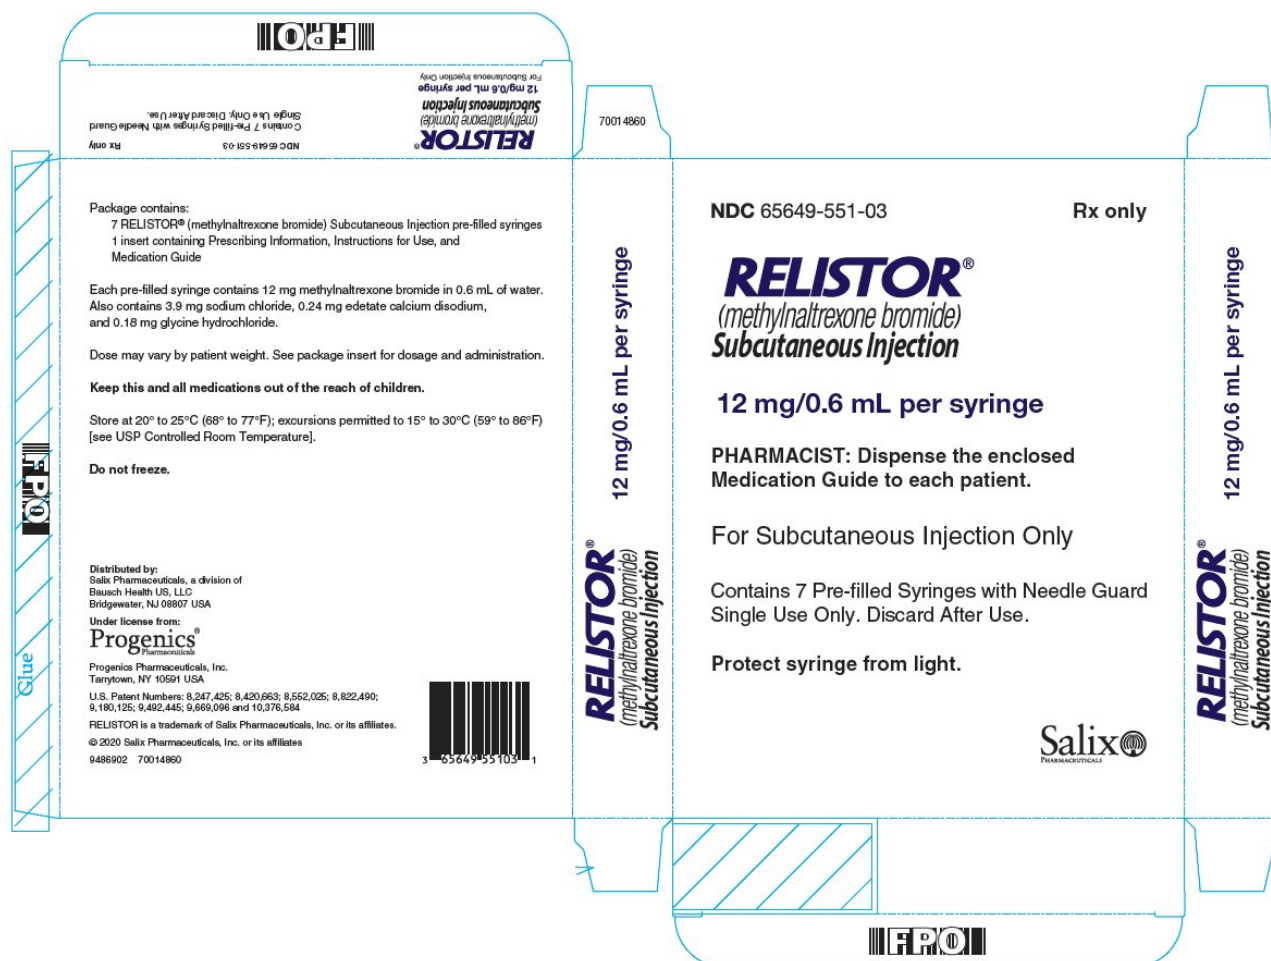 FPO
RELISTOR®
(methylnaltrexone bromide)
Subcutaneous Injection
12 mg/0.6 mL per syringe
For Subcutaneous Injection Only
NDC 65649-551-03 Rx only
Contains 7 Pre-filled Syringes with Needle Guard
Single Use Only. Discard After Use.
70014860
Package contains:
7 RELISTOR® (methylnaltrexone bromide) Subcutaneous Injection pre-filled syringes
1 insert containing Prescribing Information, Instructions for Use, and
Medication Guide
Each pre-filled syringe contains 12 mg methylnaltrexone bromide in 0.6 mL of water.
Also contains 3.9 mg sodium chloride, 0.24 mg edetate calcium disodium,
and 0.18 mg glycine hydrochloride.
Dose may vary by patient weight. See package insert for dosage and administration.
Keep this and all medications out of the reach of children.
Store at 20° to 25°C (68° to 77°F); excursions permitted to 15° to 30°C (59° to 86°F)
[see USP Controlled Room Temperature].
Do not freeze.
Distributed by:
Salix Pharmaceuticals, a division of
Bausch Health US, LLC
Bridgewater, NJ 08807 USA
Under license from:
Progenics®
Pharmaceuticals
Progenics Pharmaceuticals, Inc.
Tarrytown, NY 10591 USA
U.S. Patent Numbers: 8,247,425; 8,420,663; 8,552,025; 8,822,490;
9,180,125; 9,492,445; 9,669,096 and 10,376,584
RELISTOR is a trademark of Salix Pharmaceuticals, Inc. or its affiliates.
© 2020 Salix Pharmaceuticals, Inc. or its affiliates
9486902 70014860
3 65649 55103 1
FPO
Glue
RELISTOR®
(methylnaltrexone bromide)
Subcutaneous Injection
12 mg/0.6 mL per syringe
NDC 65649-551-03 Rx only
RELISTOR®
(methylnaltrexone bromide)
Subcutaneous Injection
12 mg/0.6 mL per syringe
PHARMACIST: Dispense the enclosed
Medication Guide to each patient.
For Subcutaneous Injection Only
Contains 7 Pre-filled Syringes with Needle Guard
Single Use Only. Discard After Use.
Protect syringe from light.
Salix
PHARMACEUTICALS
RELISTOR®
(methylnaltrexone bromide)
Subcutaneous Injection
12 mg/0.6 mL per syringe
FPO